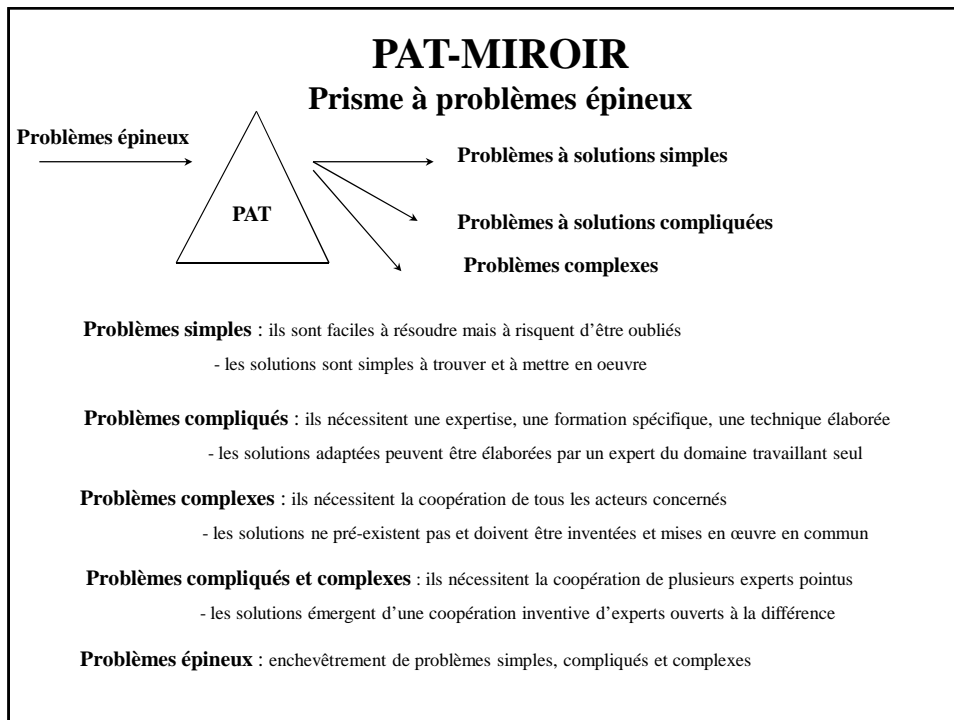 PAT-MIROIR
Prisme à problèmes épineux
Problèmes épineux
Problèmes à solutions simples
PAT
Problèmes à solutions compliquées
Problèmes complexes
Problèmes simples : ils sont faciles à résoudre mais à risquent d’être oubliés
- les solutions sont simples à trouver et à mettre en oeuvre
Problèmes compliqués : ils nécessitent une expertise, une formation spécifique, une technique élaborée
- les solutions adaptées peuvent être élaborées par un expert du domaine travaillant seul
Problèmes complexes : ils nécessitent la coopération de tous les acteurs concernés
- les solutions ne pré-existent pas et doivent être inventées et mises en œuvre en commun
Problèmes compliqués et complexes : ils nécessitent la coopération de plusieurs experts pointus
- les solutions émergent d’une coopération inventive d’experts ouverts à la différence
Problèmes épineux : enchevêtrement de problèmes simples, compliqués et complexes